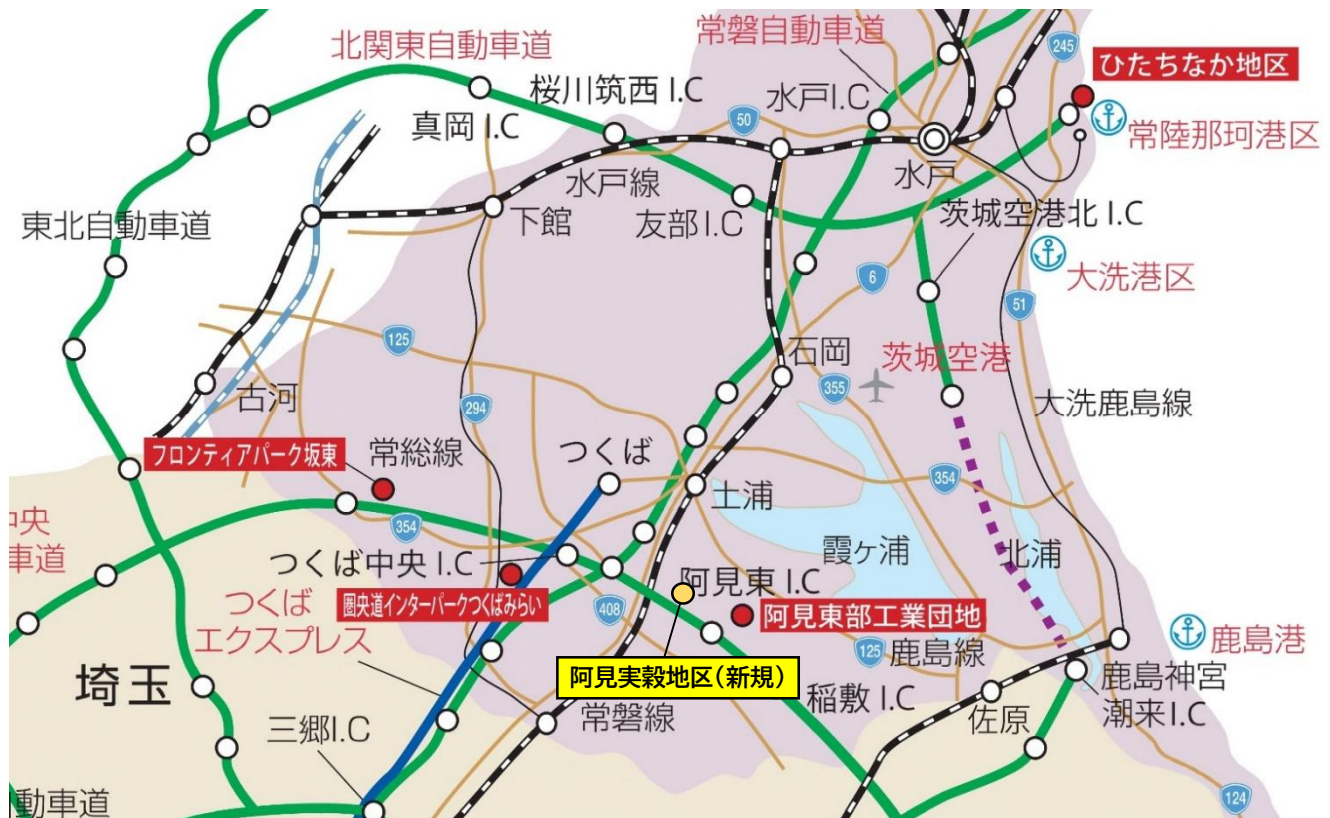 北関東自動車道
常磐自動車道
245
ひたちなか地区
桜川筑西 I.C
水戸 I.C
真岡 I.C
50
常陸那珂港区
水戸線
水戸
東北自動車道
下館
友部 I.C
茨城空港北 I.C
6
大洗港区
51
125
石岡
茨城空港
355
古河
294
大洗鹿島線
フロンティアパーク坂東
常総線
つくば
354
土浦
354
中央
車道
つくば中央 I.C
霞ヶ浦
北浦
圏央道インターパークつくばみらい
阿見東 I.C
408
阿見東部工業団地
つくば
エクスプレス
鹿島港
125
鹿島線
阿見実穀地区(新規)
埼玉
稲敷 I.C
鹿島神宮
佐原
潮来 I.C
三郷I.C
常磐線
動車道
124